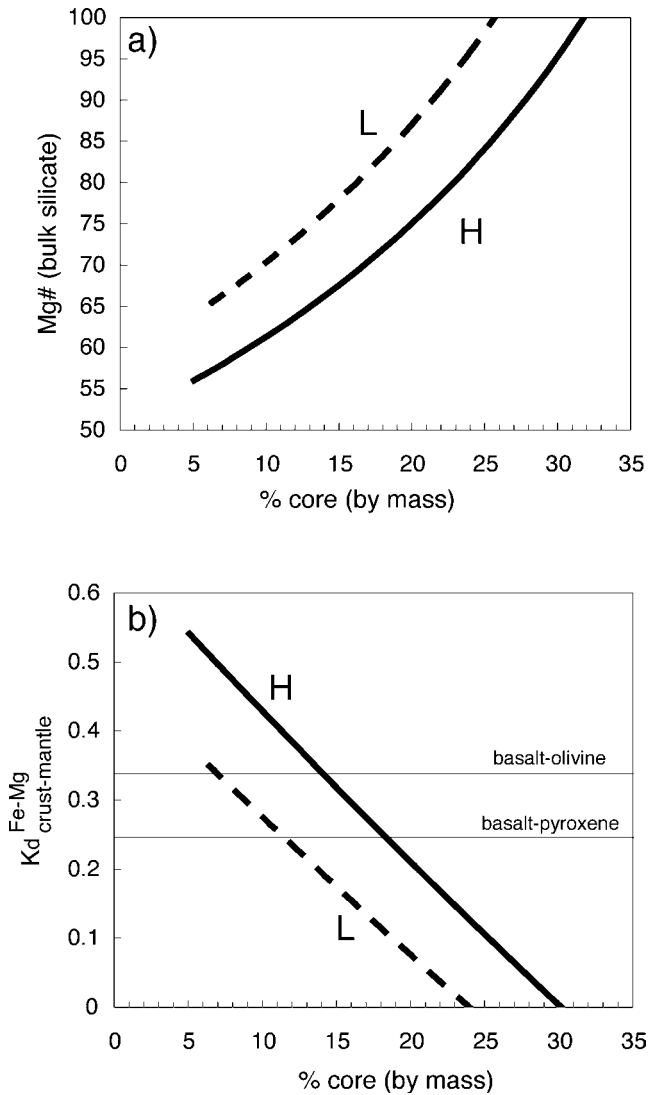 a)
100
95
90
85
80
75
70
65
60
55
50
Mg# (bulk silicate)
L
H
0 5 10 15 20 25 30 35
% core (by mass)
b)
0.6
0.5
0.4
0.3
0.2
0.1
0
Kd Fe-Mg crust-mantle
H
basalt-olivine
basalt-pyroxene
L
0 5 10 15 20 25 30 35
% core (by mass)